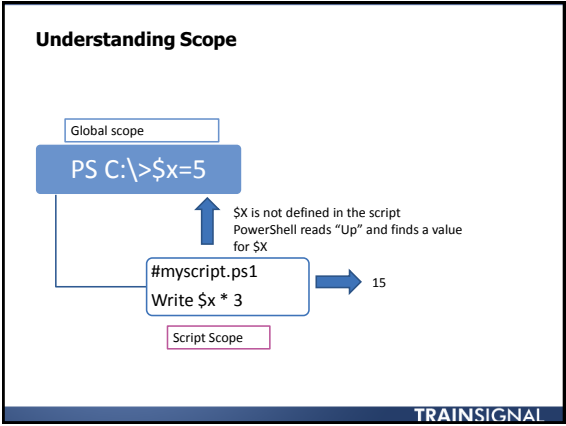 Understanding Scope
Global scope
PS C:\>$x=5
$X is not defined in the script
PowerShell reads “Up” and finds a value
for $X
#myscript.ps1
Write $x * 3
15
Script Scope
TRAINSIGNAL